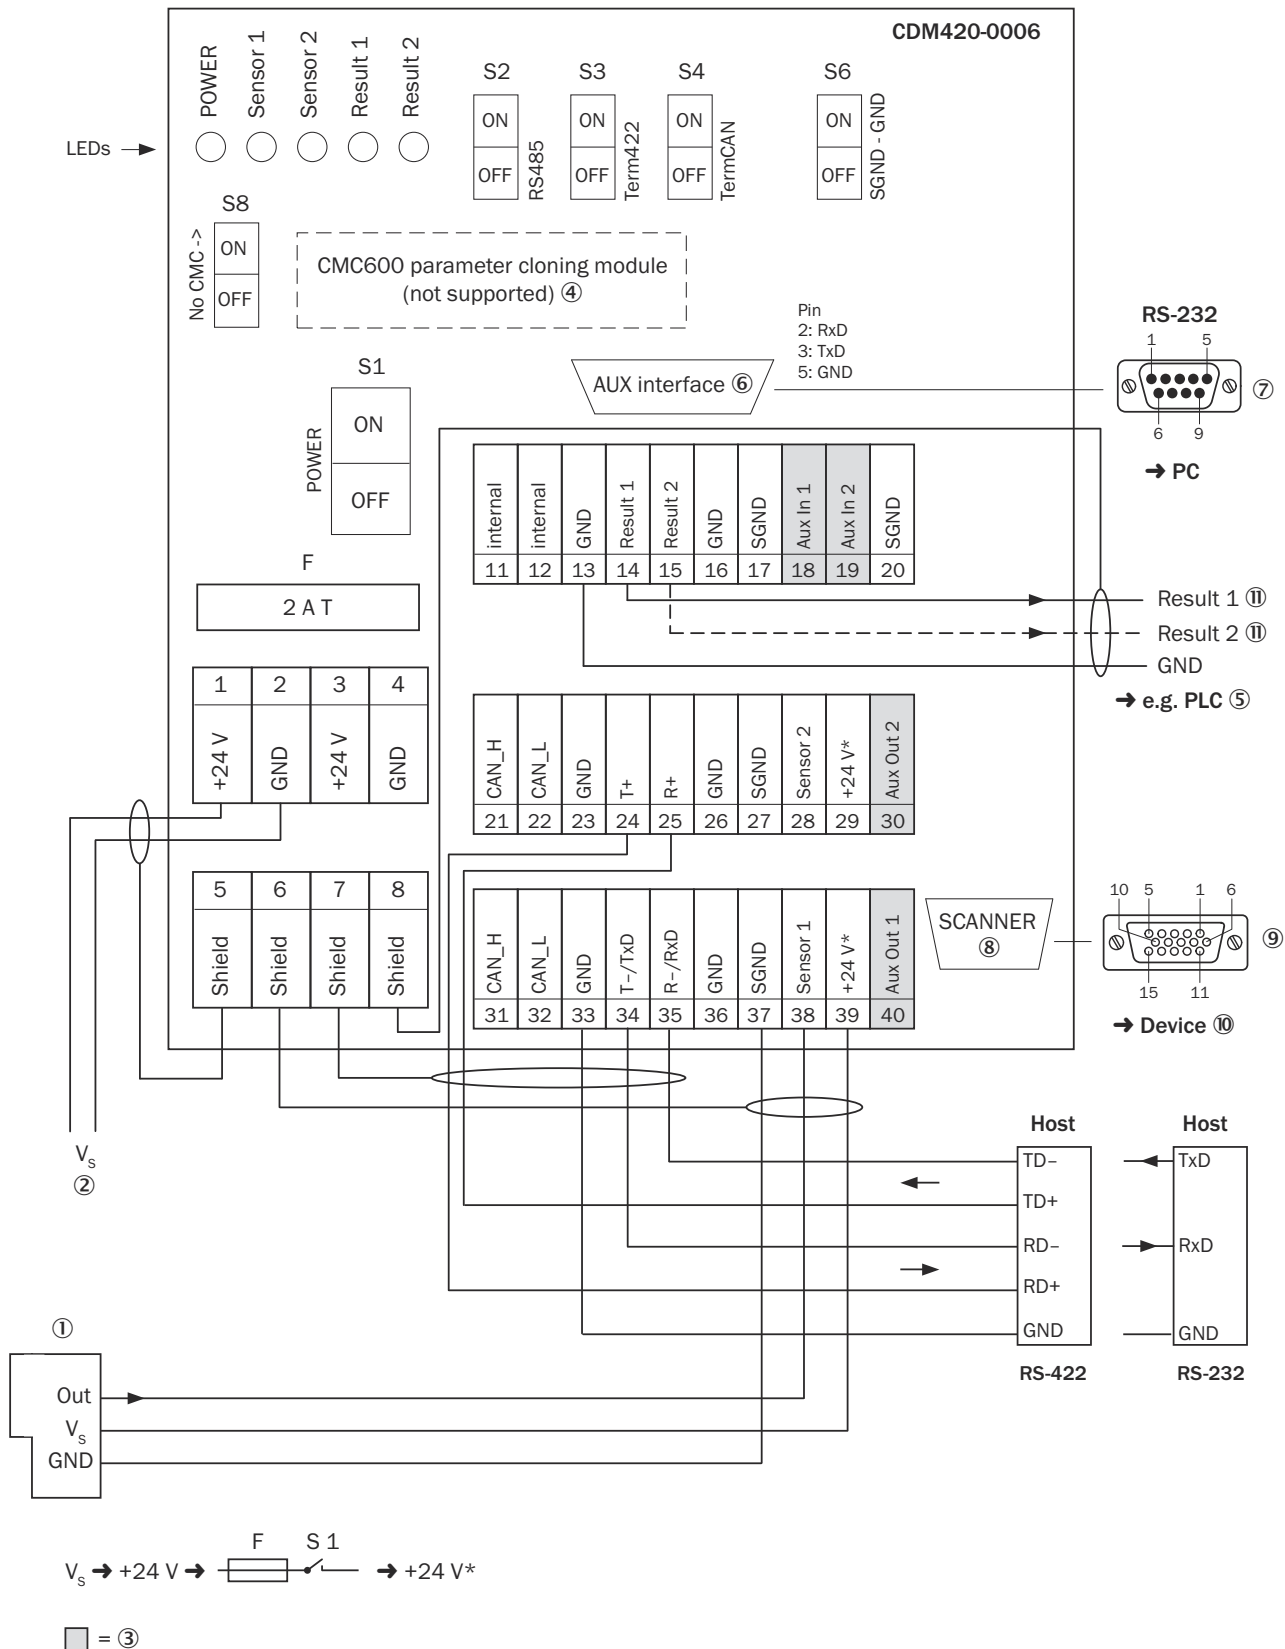 CDM420-0006
LEDs
POWER
Sensor 1
Sensor 2
Result 1
Result 2
S2
ON
OFF
RS485
S3
ON
OFF
Term422
S4
ON
OFF
TermCAN
S6
ON
OFF
SGND - GND
S8
No CMC ->
ON
OFF
CMC600 parameter cloning module
(not supported) ④
S1
POWER
ON
OFF
AUX interface ⑥
Pin
2: RxD
3: TxD
5: GND
RS-232
1 5
6 9
⑦
➔ PC
F
2 A T
internal internal GND Result 1 Result 2 GND SGND Aux In 1 Aux In 2 SGND
11 12 13 14 15 16 17 18 19 20
Result 1 ⑪
Result 2 ⑪
GND
➔ e.g. PLC ⑤
1 2 3 4
+24 V GND +24 V GND
CAN_H CAN_L GND T+ R+ GND SGND Sensor 2 +24 V* Aux Out 2
21 22 23 24 25 26 27 28 29 30
5 6 7 8
Shield Shield Shield Shield
CAN_H CAN_L GND T–/TxD R–/RxD GND SGND Sensor 1 +24 V* Aux Out 1
31 32 33 34 35 36 37 38 39 40
SCANNER
⑧
10 5 1 6
15 11
⑨
➔ Device ⑩
Vs
②
Host
TD–
TD+
RD–
RD+
GND
RS-422
Host
TxD
RxD
GND
RS-232
①
Out
Vs
GND
F S 1
Vs ➔ +24 V ➔ ➔ +24 V*
= ③